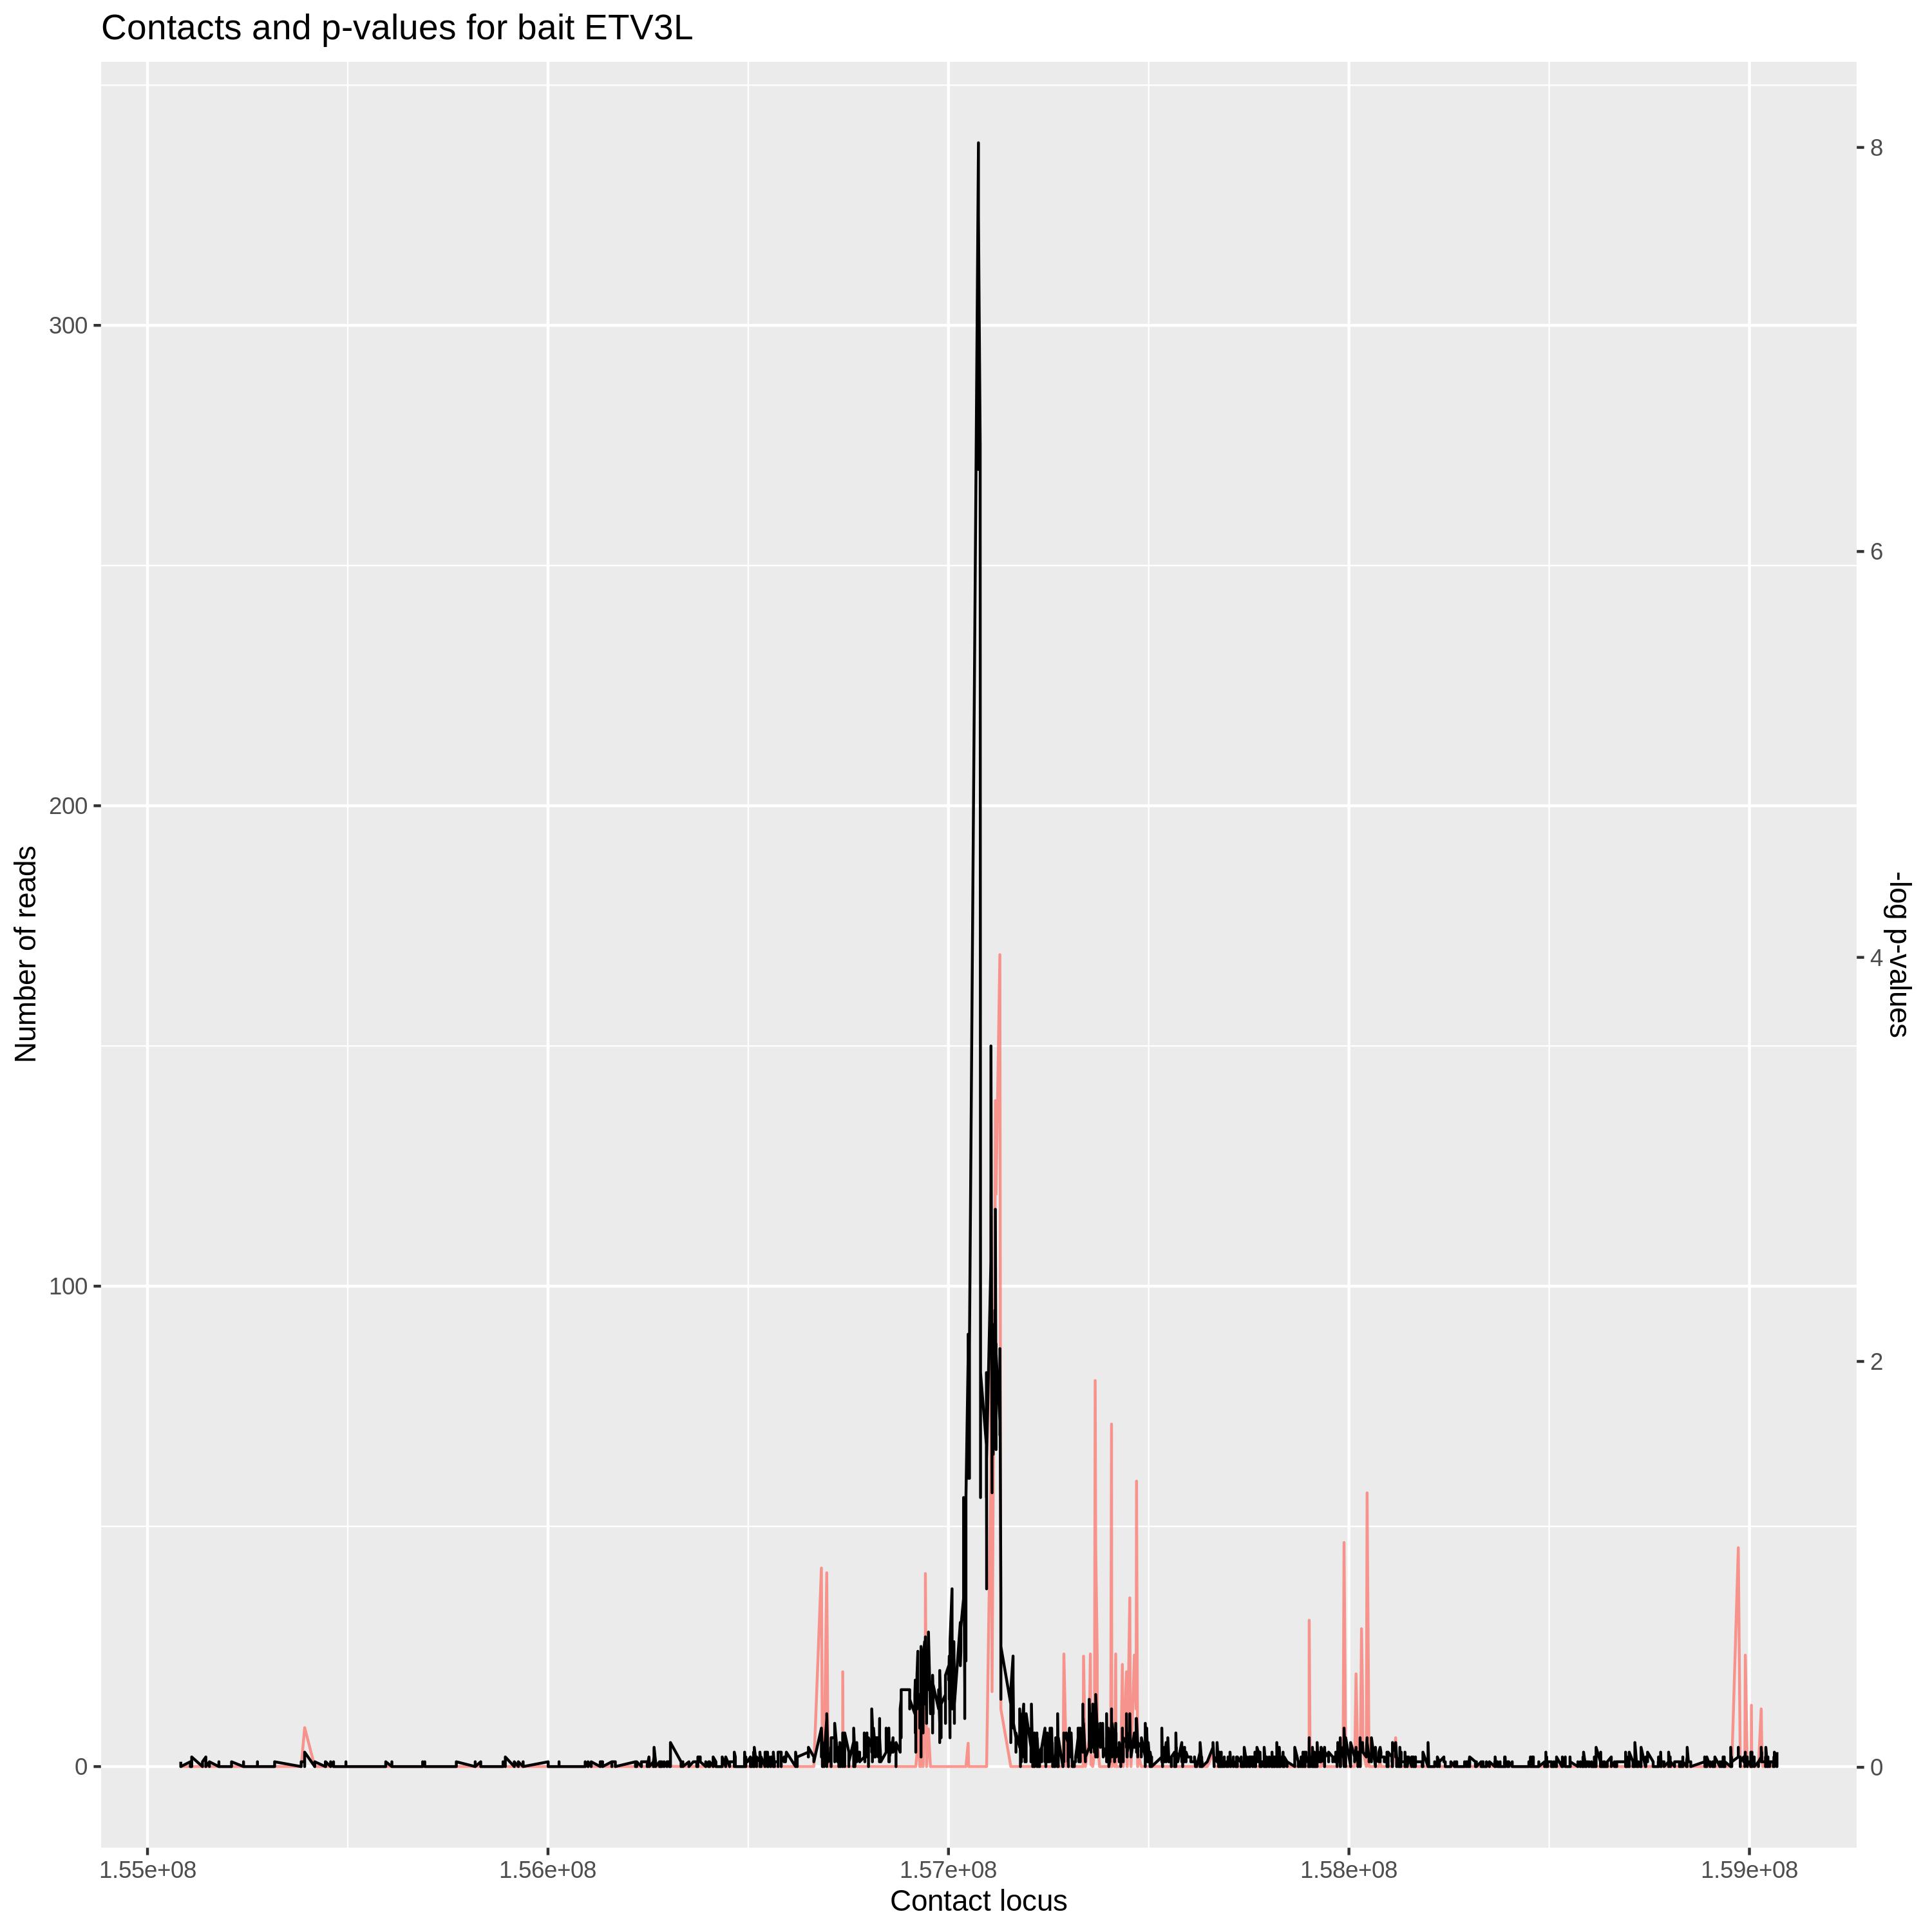 Contacts and p-values for bait ETV3L
300
200
100
0
Number of reads
8
6
4
2
0
-log p-values
1.55e+08
1.56e+08
1.57e+08
1.58e+08
1.59e+08
Contact locus